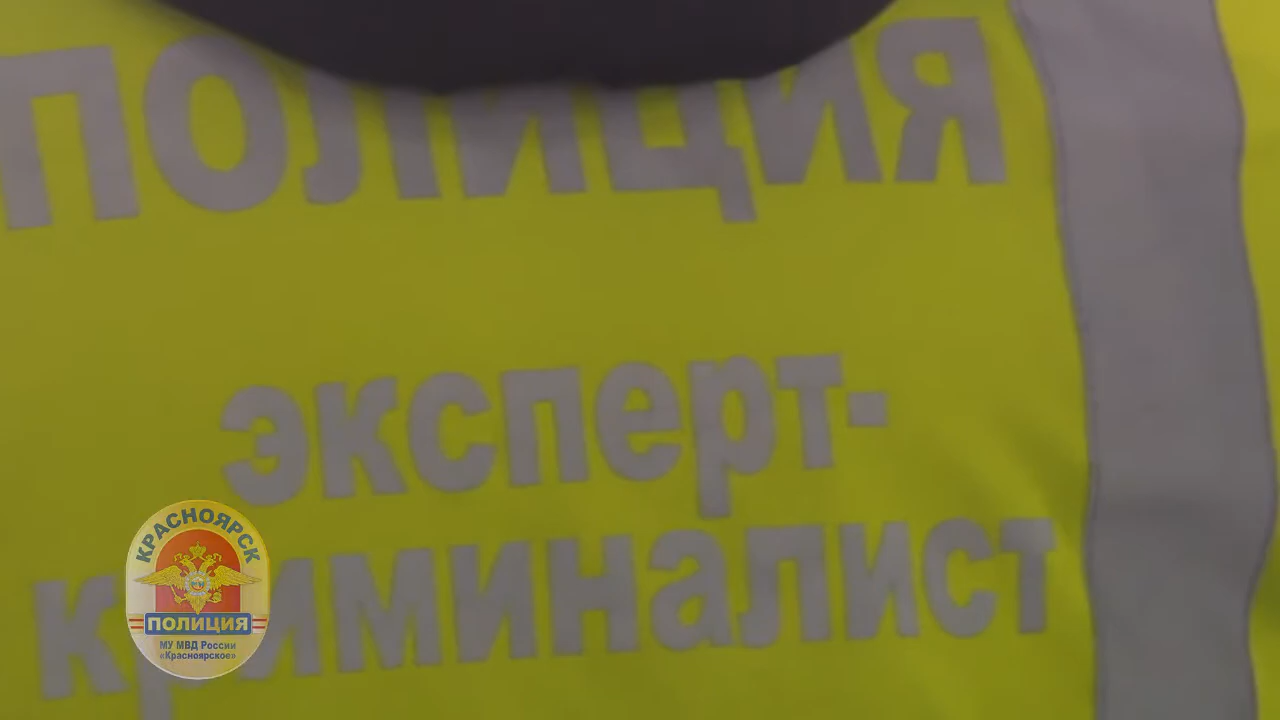 ПОЛИЦИЯ
эксперт-
криминалист
КРАСНОЯРСК
ПОЛИЦИЯ
МУ МВД России
«Красноярское»